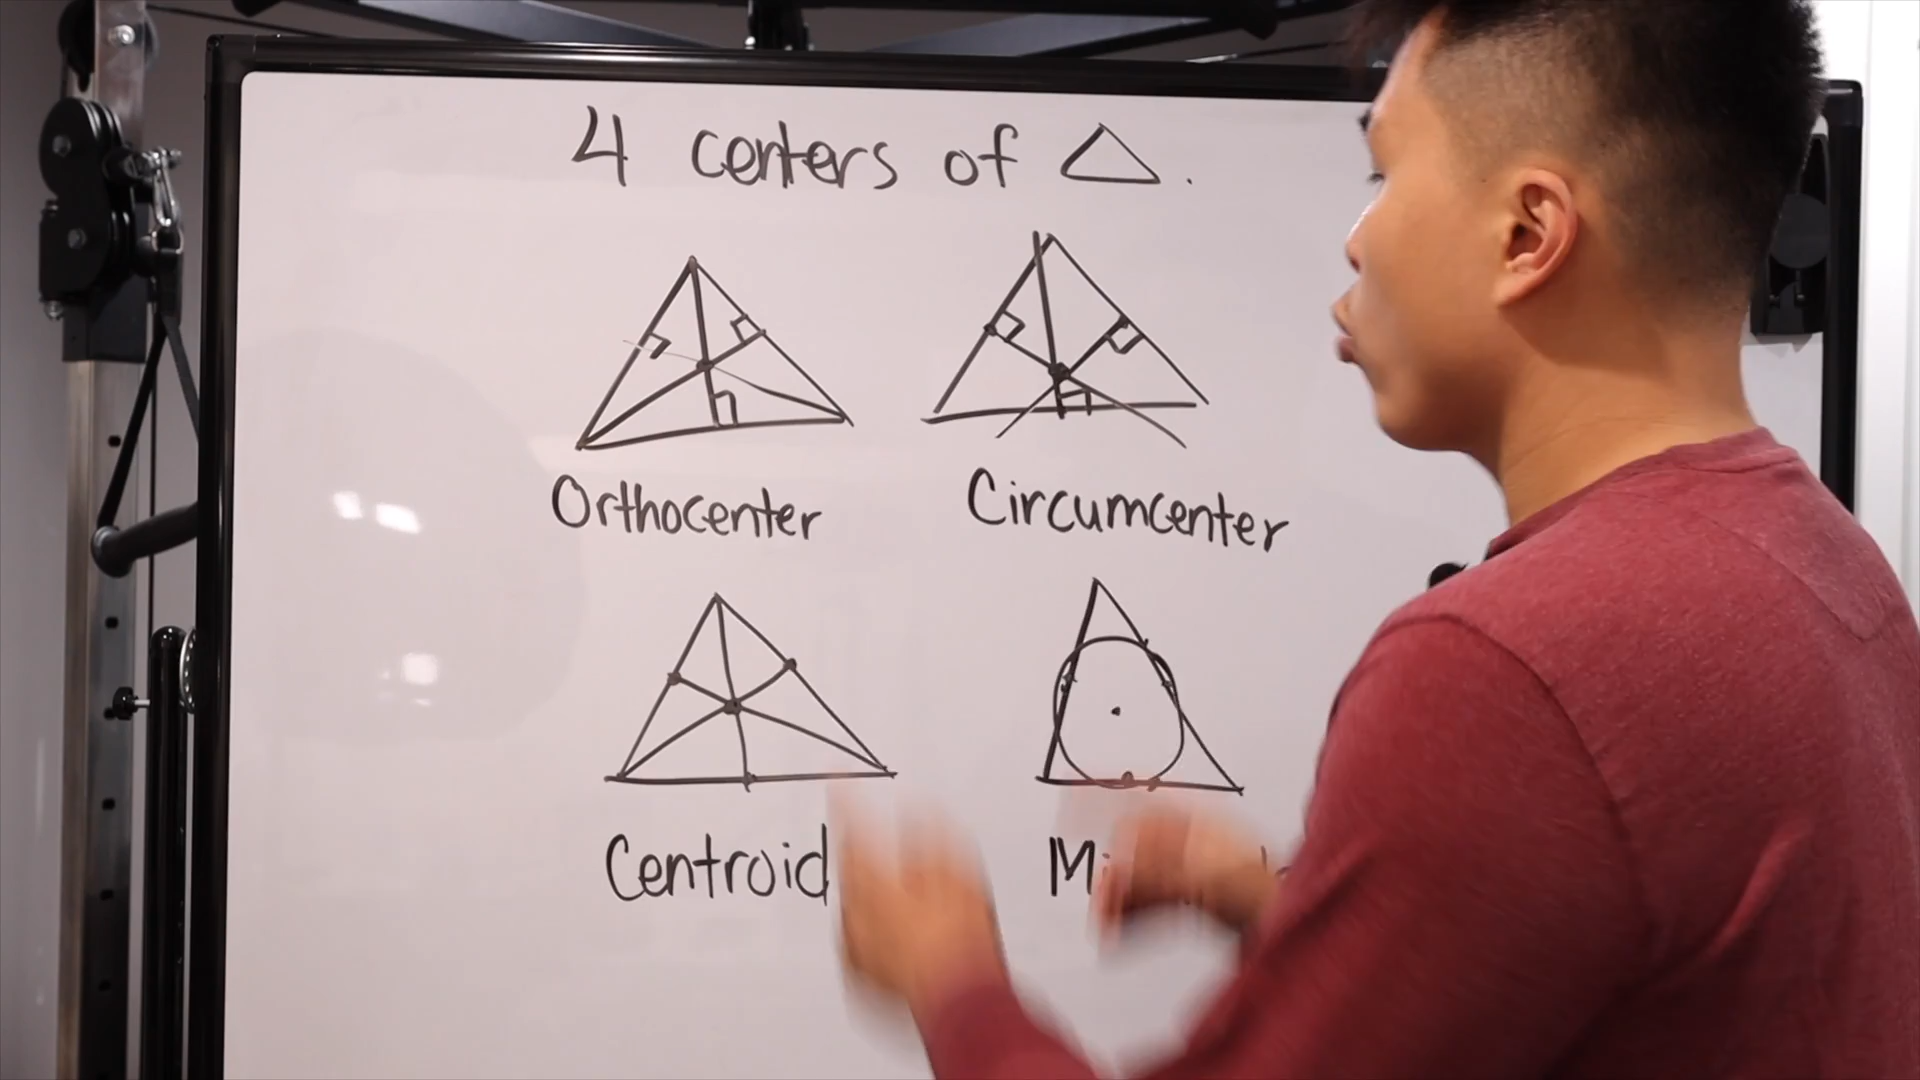 4 centers of △.
Orthocenter
Circumcenter
Centroid